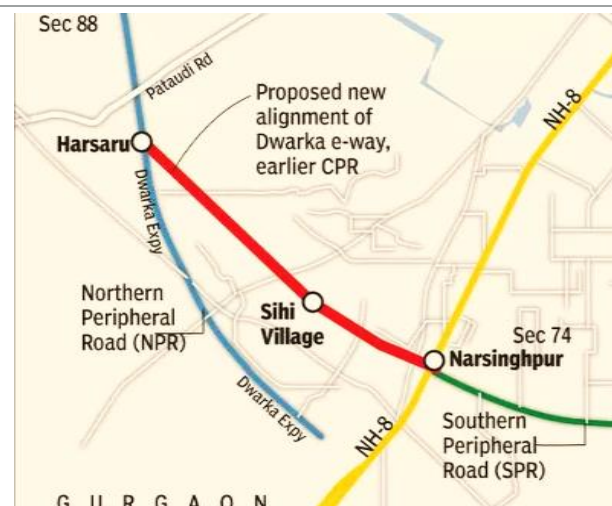 Sec 88
Pataudi Rd
Proposed new
alignment of
Dwarka e-way,
earlier CPR
NH-8
Harsaru
Dwarka Expy
Northern
Peripheral
Road (NPR)
Sihi
Village
Sec 74
Narsinghpur
Dwarka Expy
NH-8
Southern
Peripheral
Road (SPR)
GURGAON